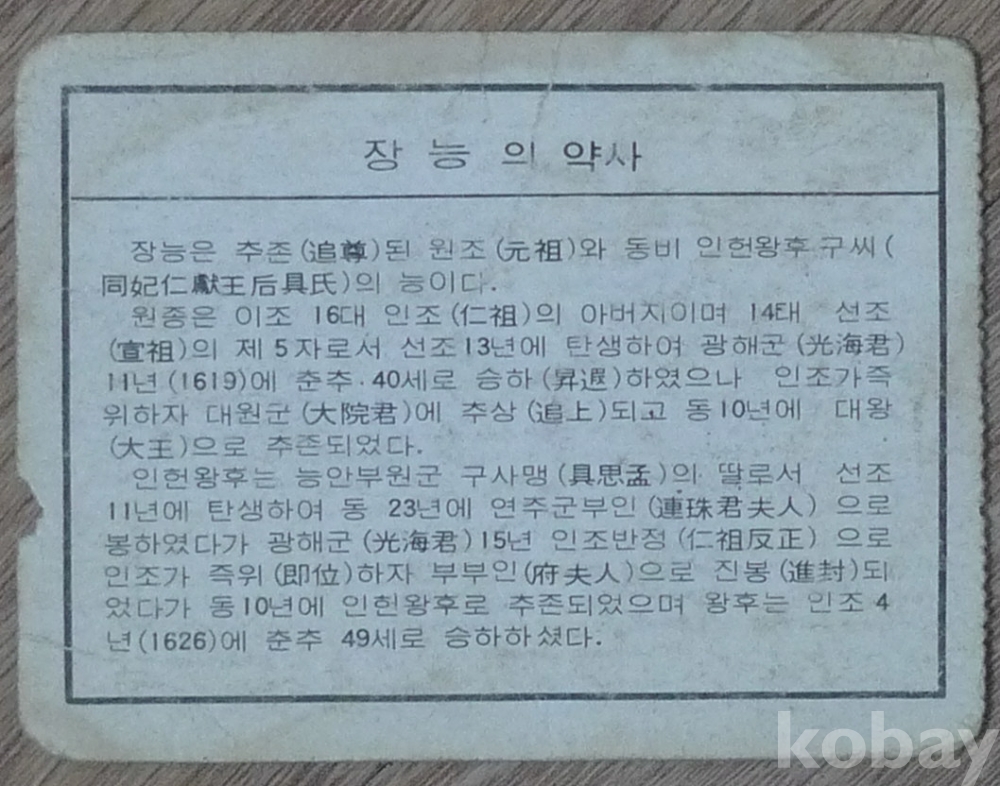 장 능 의 약사
장능은 추존(追尊)된 원조(元祖)와 동비 인헌왕후구씨(
同妃仁獻王后具氏)의 능이다.
원종은 이조 16대 인조(仁祖)의 아버지이며 14대 선조
(宣祖)의 제5자로서 선조13년에 탄생하여 광해군(光海君)
11년(1619)에 춘추·40세로 승하(昇遐)하였으나 인조가즉
위하자 대원군(大院君)에 추상(追上)되고 동10년에 대왕
(大王)으로 추존되었다.
인헌왕후는 능안부원군 구사맹(具思孟)의 딸로서 선조
11년에 탄생하여 동 23년에 연주군부인(連珠君夫人)으로
봉하였다가 광해군(光海君)15년 인조반정(仁祖反正)으로
인조가 즉위(即位)하자 부부인(府夫人)으로 진봉(進封)되
었다가 동10년에 인헌왕후로 추존되었으며 왕후는 인조4
년(1626)에 춘추 49세로 승하하셨다.
kobay